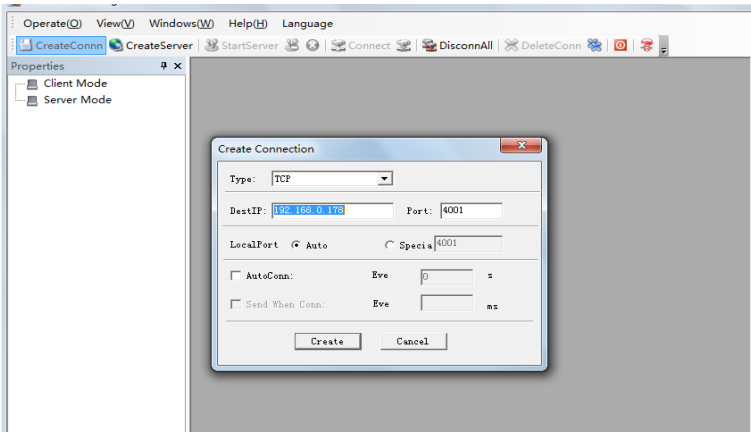 Operate(O) View(V) Windows(W) Help(H) Language
CreateConnn CreateServer StartServer Connect DisconnAll DeleteConn
Properties
Client Mode
Server Mode
Create Connection
Type: TCP
DestIP: 192.168.0.178 Port: 4001
LocalPort Auto Specia 4001
AutoConn: Eve 0 s
Send When Conn: Eve ms
Create Cancel